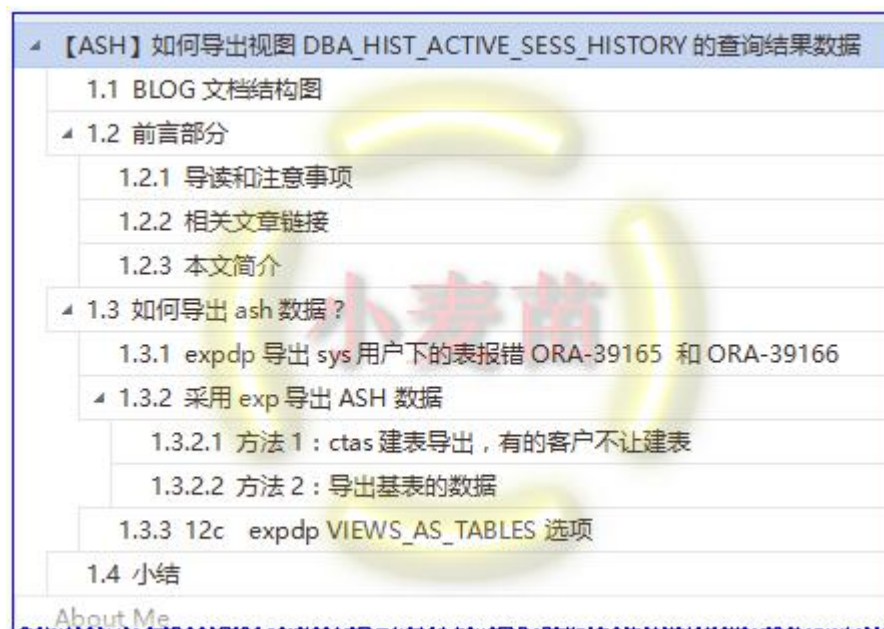 【ASH】如何导出视图 DBA_HIST_ACTIVE_SESS_HISTORY 的查询结果数据
1.1 BLOG 文档结构图
1.2 前言部分
1.2.1 导读和注意事项
1.2.2 相关文章链接
1.2.3 本文简介
小麦苗
1.3 如何导出 ash 数据？
1.3.1 expdp 导出 sys 用户下的表报错 ORA-39165 和 ORA-39166
1.3.2 采用 exp 导出 ASH 数据
1.3.2.1 方法 1：ctas 建表导出，有的客户不让建表
1.3.2.2 方法 2：导出基表的数据
1.3.3 12c expdp VIEWS_AS_TABLES 选项
1.4 小结
About Me